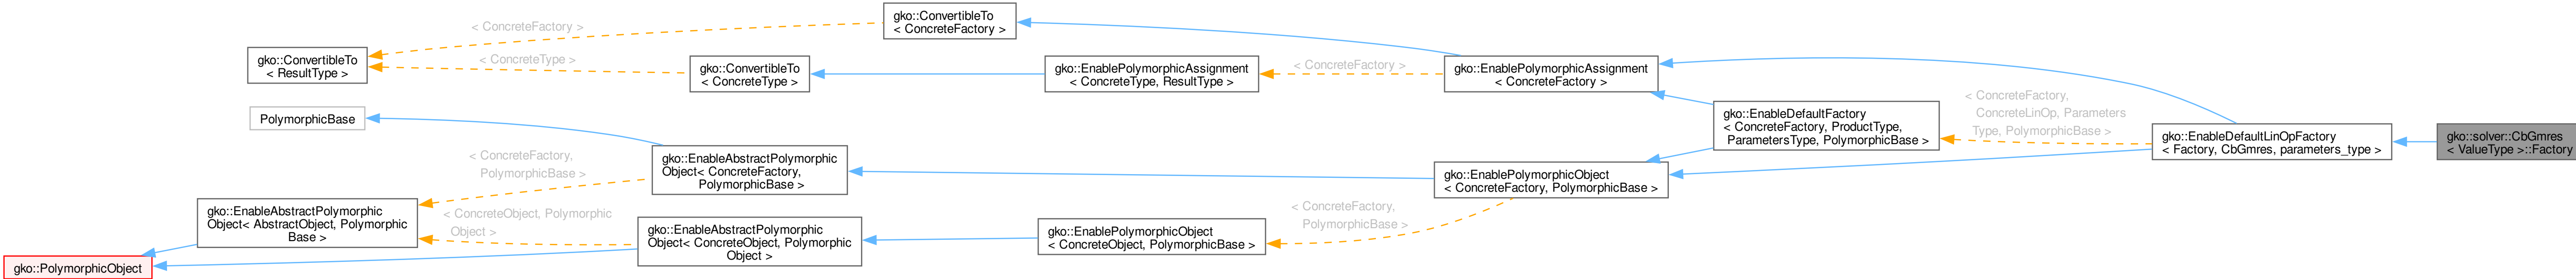 gko::ConvertibleTo
< ConcreteFactory >
< ConcreteFactory >
gko::ConvertibleTo
< ResultType >
< ConcreteType >
gko::ConvertibleTo
< ConcreteType >
gko::EnablePolymorphicAssignment
< ConcreteType, ResultType >
< ConcreteFactory >
gko::EnablePolymorphicAssignment
< ConcreteFactory >
PolymorphicBase
gko::EnableDefaultFactory
< ConcreteFactory, ProductType,
ParametersType, PolymorphicBase >
< ConcreteFactory,
ConcreteLinOp, Parameters
Type, PolymorphicBase >
gko::EnableDefaultLinOpFactory
< Factory, CbGmres, parameters_type >
gko::solver::CbGmres
< ValueType >::Factory
< ConcreteFactory,
PolymorphicBase >
gko::EnableAbstractPolymorphic
Object< ConcreteFactory,
PolymorphicBase >
gko::EnablePolymorphicObject
< ConcreteFactory, PolymorphicBase >
gko::EnableAbstractPolymorphic
Object< AbstractObject, Polymorphic
Base >
< ConcreteObject, Polymorphic
Object >
gko::EnableAbstractPolymorphic
Object< ConcreteObject, Polymorphic
Object >
gko::EnablePolymorphicObject
< ConcreteObject, PolymorphicBase >
< ConcreteFactory,
PolymorphicBase >
gko::PolymorphicObject